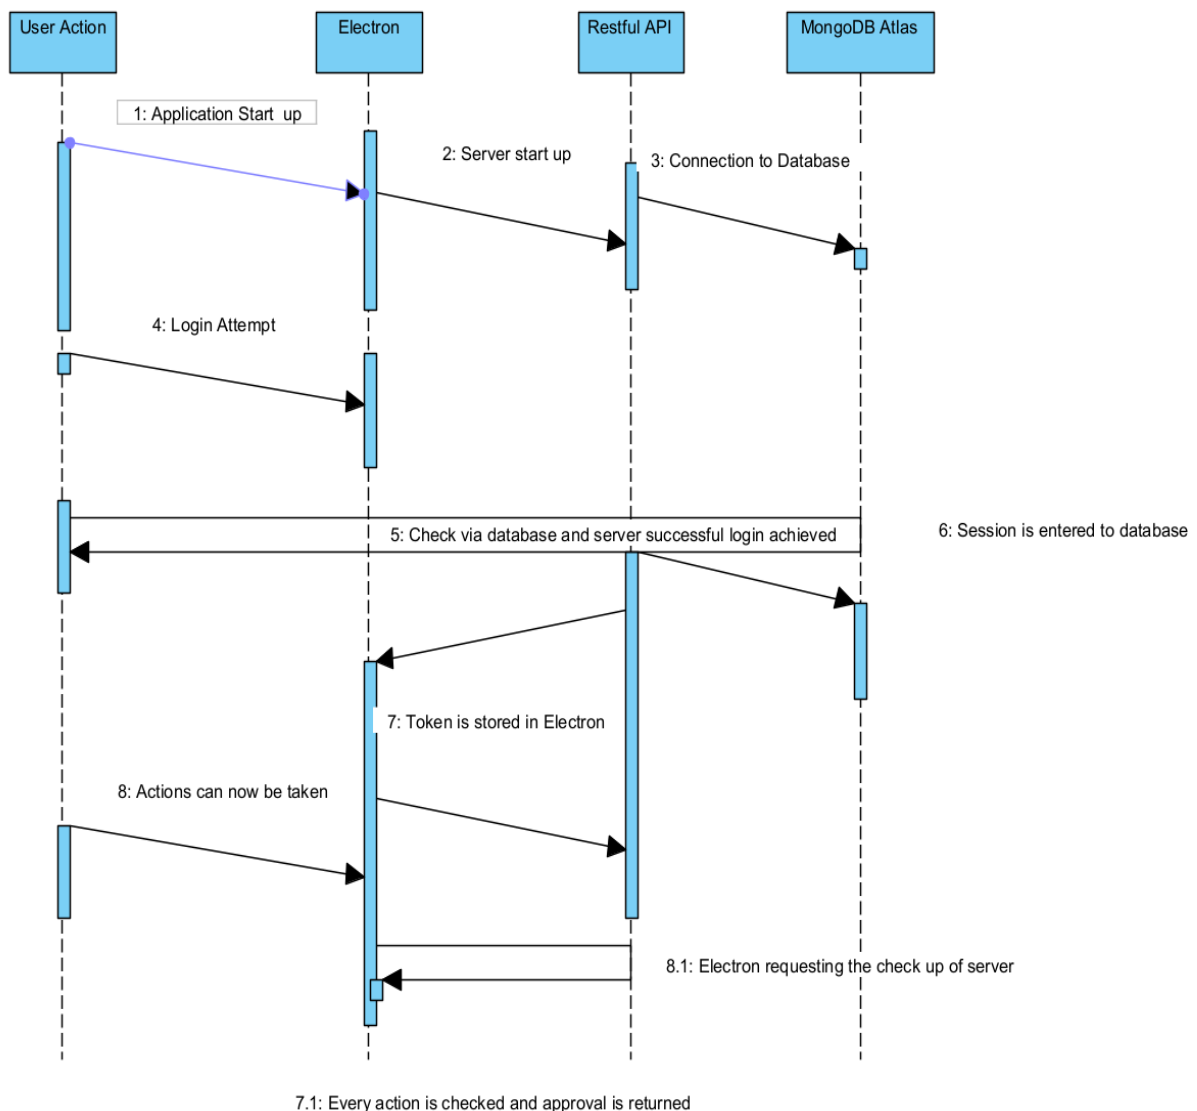 User Action
Electron
Restful API
MongoDB Atlas
1: Application Start  up
2: Server start up
3: Connection to Database
4: Login Attempt
5: Check via database and server successful login achieved
6: Session is entered to database
7: Token is stored in Electron
8: Actions can now be taken
8.1: Electron requesting the check up of server
7.1: Every action is checked and approval is returned